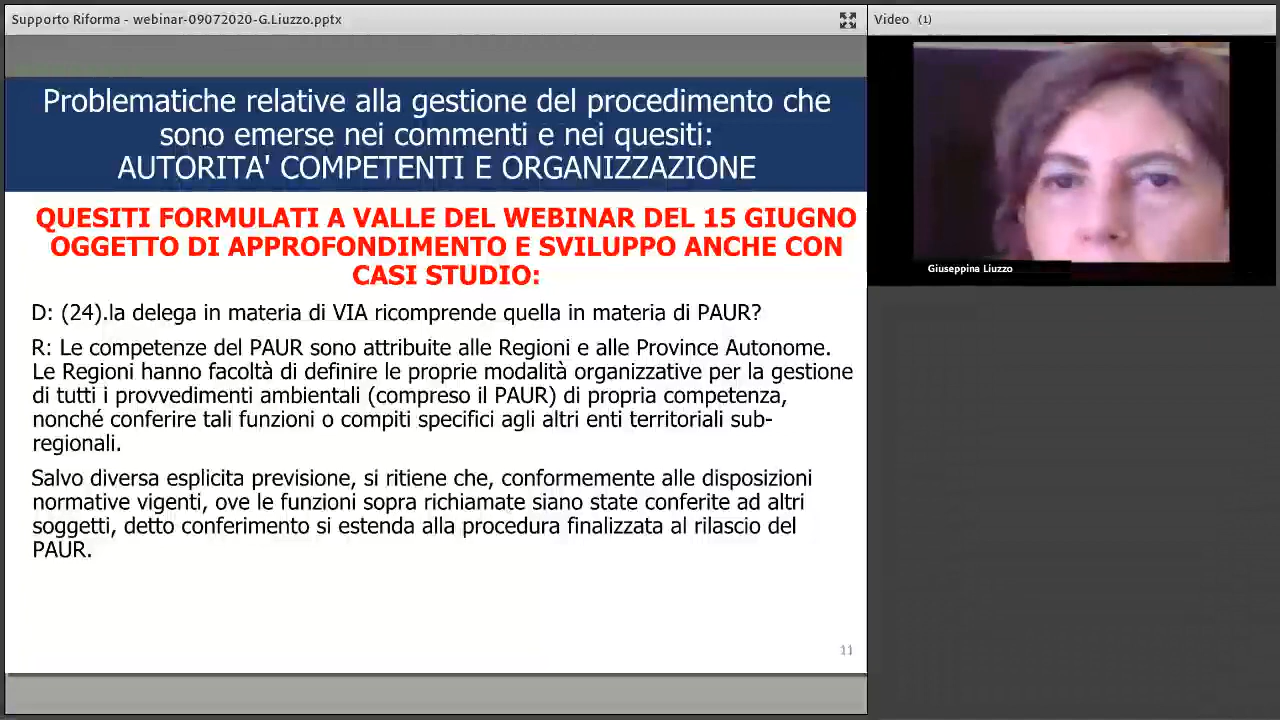 Supporto Riforma - webinar-09072020-G.Liuzzo.pptx
Video (1)
Problematiche relative alla gestione del procedimento che
sono emerse nei commenti e nei quesiti:
AUTORITA' COMPETENTI E ORGANIZZAZIONE
QUESITI FORMULATI A VALLE DEL WEBINAR DEL 15 GIUGNO
OGGETTO DI APPROFONDIMENTO E SVILUPPO ANCHE CON
CASI STUDIO:
D: (24).la delega in materia di VIA ricomprende quella in materia di PAUR?
R: Le competenze del PAUR sono attribuite alle Regioni e alle Province Autonome.
Le Regioni hanno facoltà di definire le proprie modalità organizzative per la gestione
di tutti i provvedimenti ambientali (compreso il PAUR) di propria competenza,
nonché conferire tali funzioni o compiti specifici agli altri enti territoriali sub-
regionali.
Salvo diversa esplicita previsione, si ritiene che, conformemente alle disposizioni
normative vigenti, ove le funzioni sopra richiamate siano state conferite ad altri
soggetti, detto conferimento si estenda alla procedura finalizzata al rilascio del
PAUR.
11
Giuseppina Liuzzo